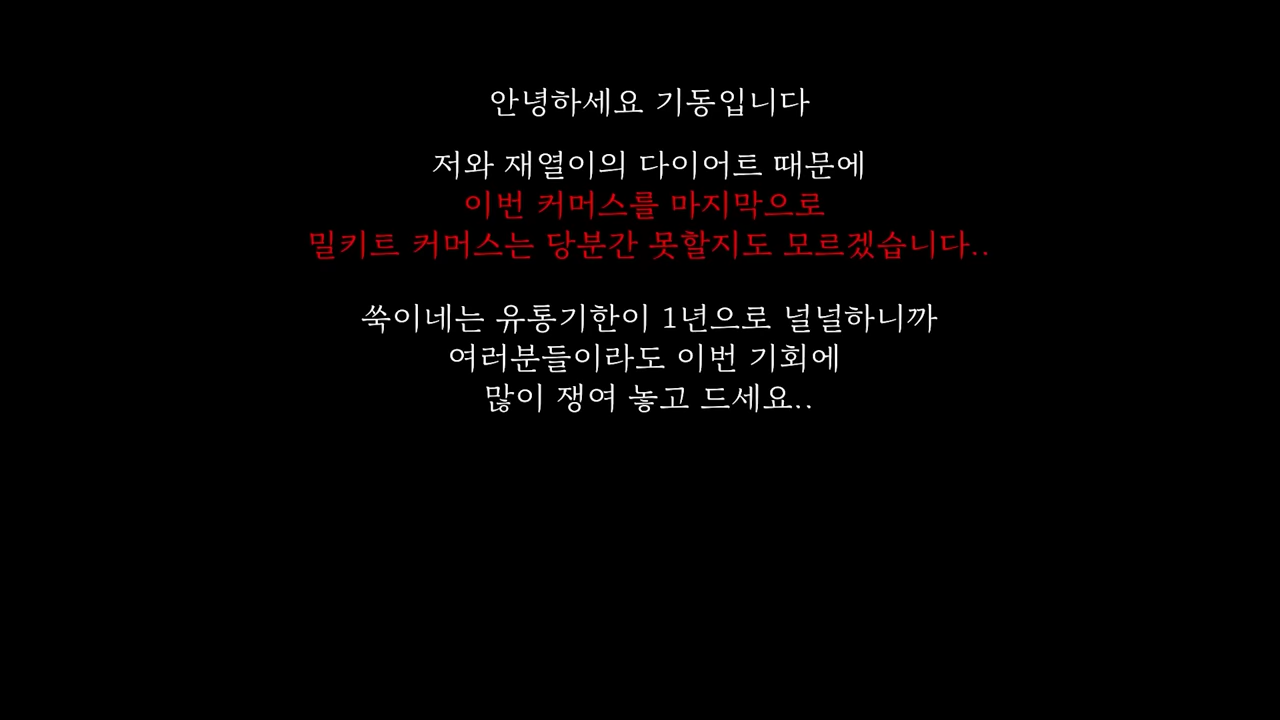 안녕하세요 기동입니다
저와 재열이의 다이어트 때문에
이번 커머스를 마지막으로
밀키트 커머스는 당분간 못할지도 모르겠습니다..
쑥이네는 유통기한이 1년으로 널널하니까
여러분들이라도 이번 기회에
많이 쟁여 놓고 드세요..